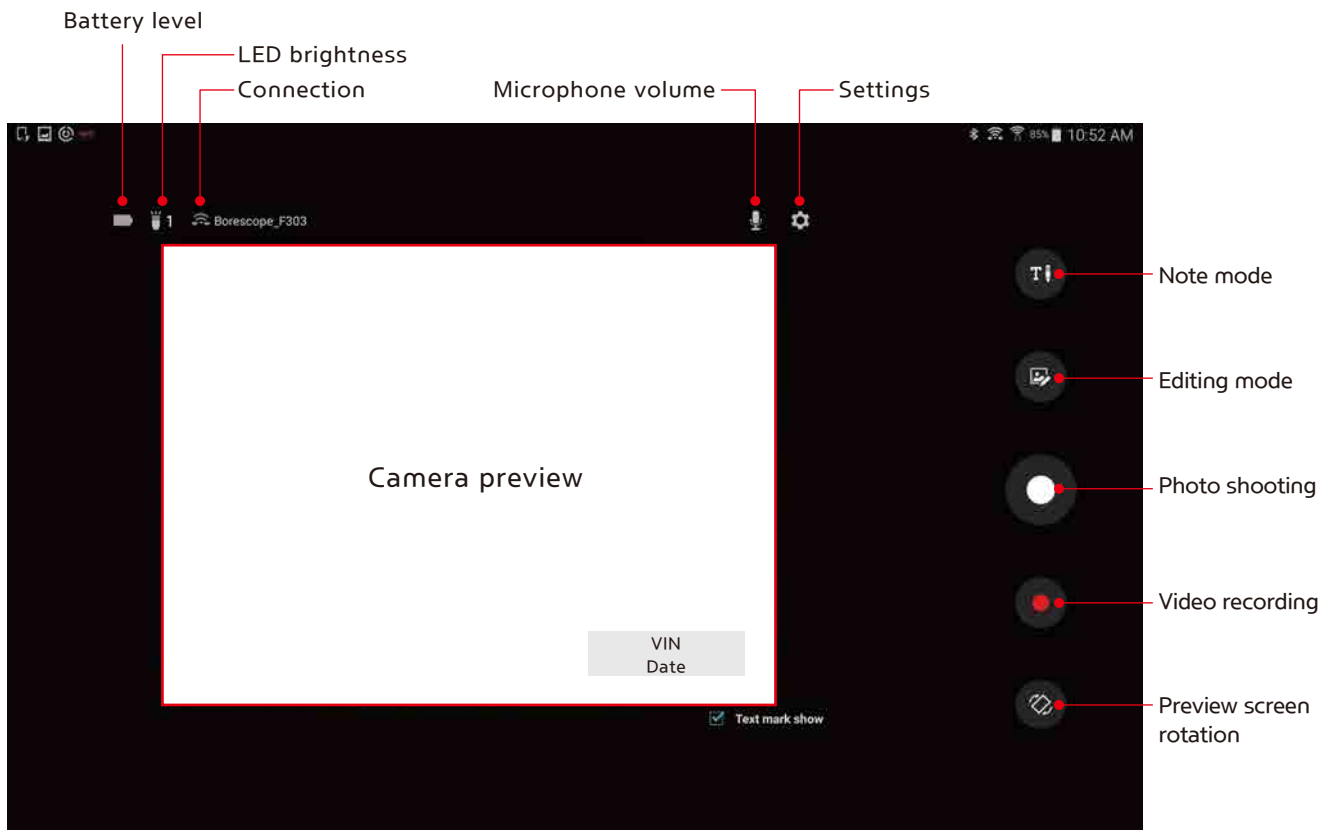 Battery level
LED brightness
Connection
Microphone volume
Settings
85%
10:52 AM
1
Borescope_F303
Note mode
Editing mode
Camera preview
Photo shooting
Video recording
VIN
Date
Text mark show
Preview screen
rotation